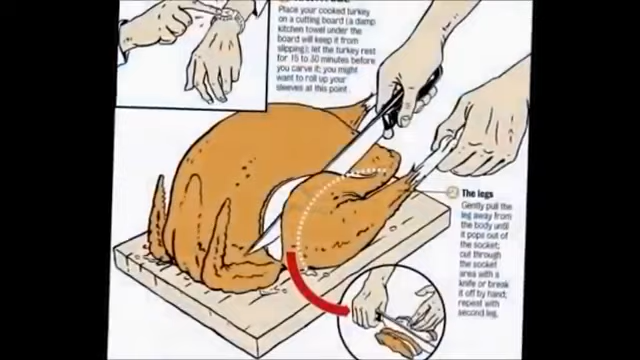 Place your cooked turkey
on a cutting board (a damp
kitchen towel under the
board will keep it from
slipping); let the turkey rest
for 15 to 30 minutes before
you carve it; you might
want to roll up your
sleeves at this point.
The legs
Gently pull the
leg away from
the body until
it pops out of
the socket;
cut through
the socket
area with a
knife or break
it off by hand;
repeat with
second leg.